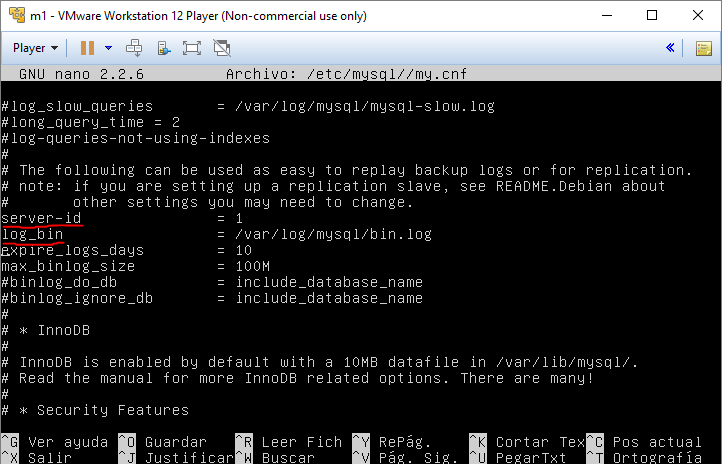 m1 - VMware Workstation 12 Player (Non-commercial use only)
Player
GNU nano 2.2.6 Archivo: /etc/mysql//my.cnf
#log_slow_queries = /var/log/mysql/mysql-slow.log
#long_query_time = 2
#log-queries-not-using-indexes
#
# The following can be used as easy to replay backup logs or for replication.
# note: if you are setting up a replication slave, see README.Debian about
# other settings you may need to change.
server-id = 1
log_bin = /var/log/mysql/bin.log
expire_logs_days = 10
max_binlog_size = 100M
#binlog_do_db = include_database_name
#binlog_ignore_db = include_database_name
#
# * InnoDB
#
# InnoDB is enabled by default with a 10MB datafile in /var/lib/mysql/.
# Read the manual for more InnoDB related options. There are many!
#
# * Security Features
^G Ver ayuda ^O Guardar ^R Leer Fich ^Y RePág. ^K Cortar Tex ^C Pos actual
^X Salir ^J Justificar ^W Buscar ^V Pág. Sig. ^U PegarTxt ^T Ortografía